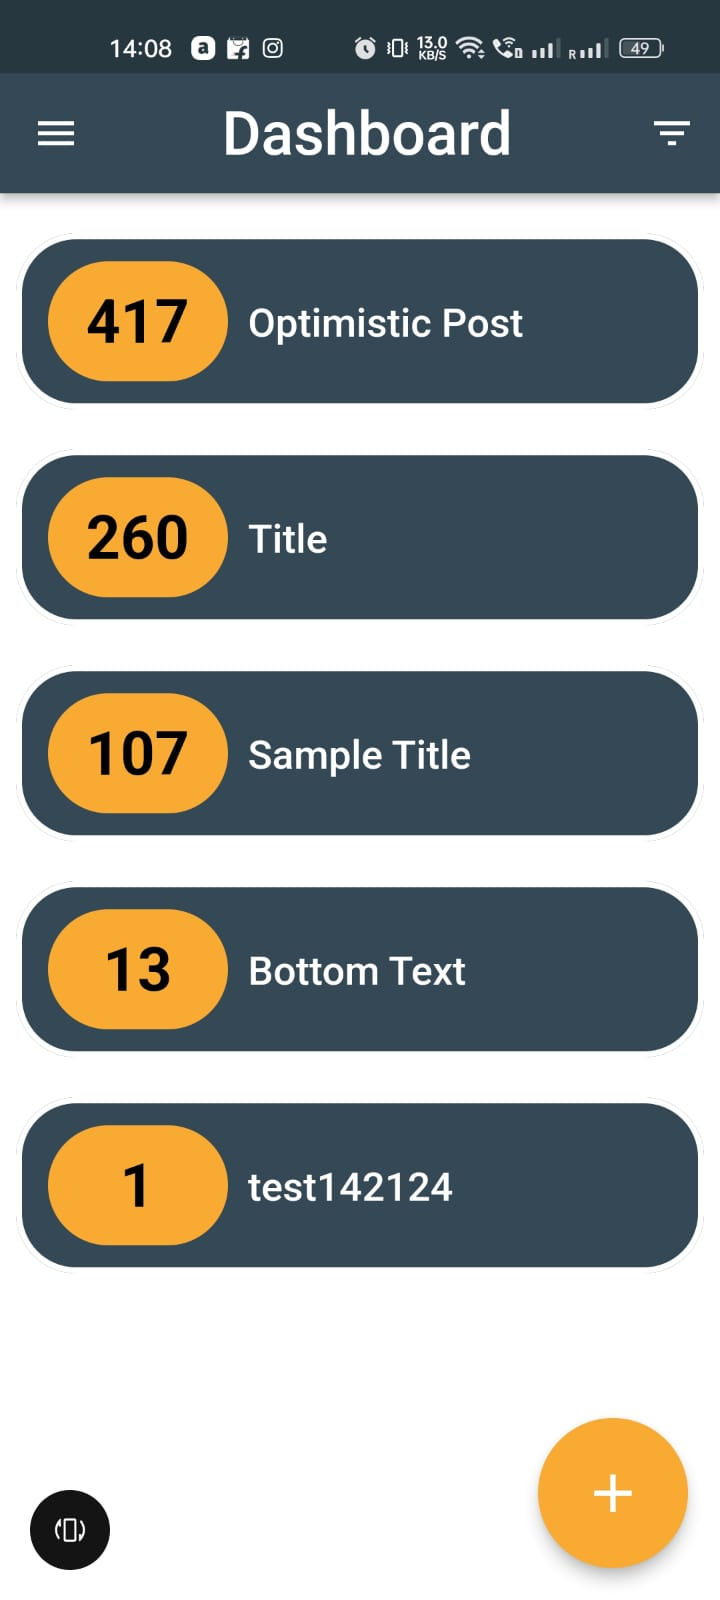 14:08 a 13.0 KB/S R 49
Dashboard
417 Optimistic Post
260 Title
107 Sample Title
13 Bottom Text
1 test142124